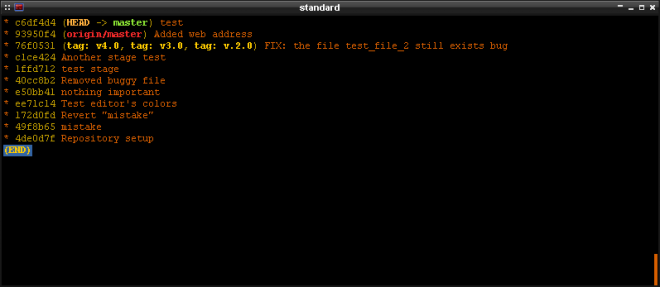 standard
* c6df4d4 (HEAD -> master) test
* 93950f4 (origin/master) Added web address
* 76f0531 (tag: v4.0, tag: v3.0, tag: v.2.0) FIX: the file test_file_2 still exists bug
* c1ce424 Another stage test
* 1ffd712 test stage
* 40cc8b2 Removed buggy file
* e50bb41 nothing important
* ee71c14 Test editor's colors
* 172d0fd Revert "mistake"
* 49f8b65 mistake
* 4de0d7f Repository setup
(END)